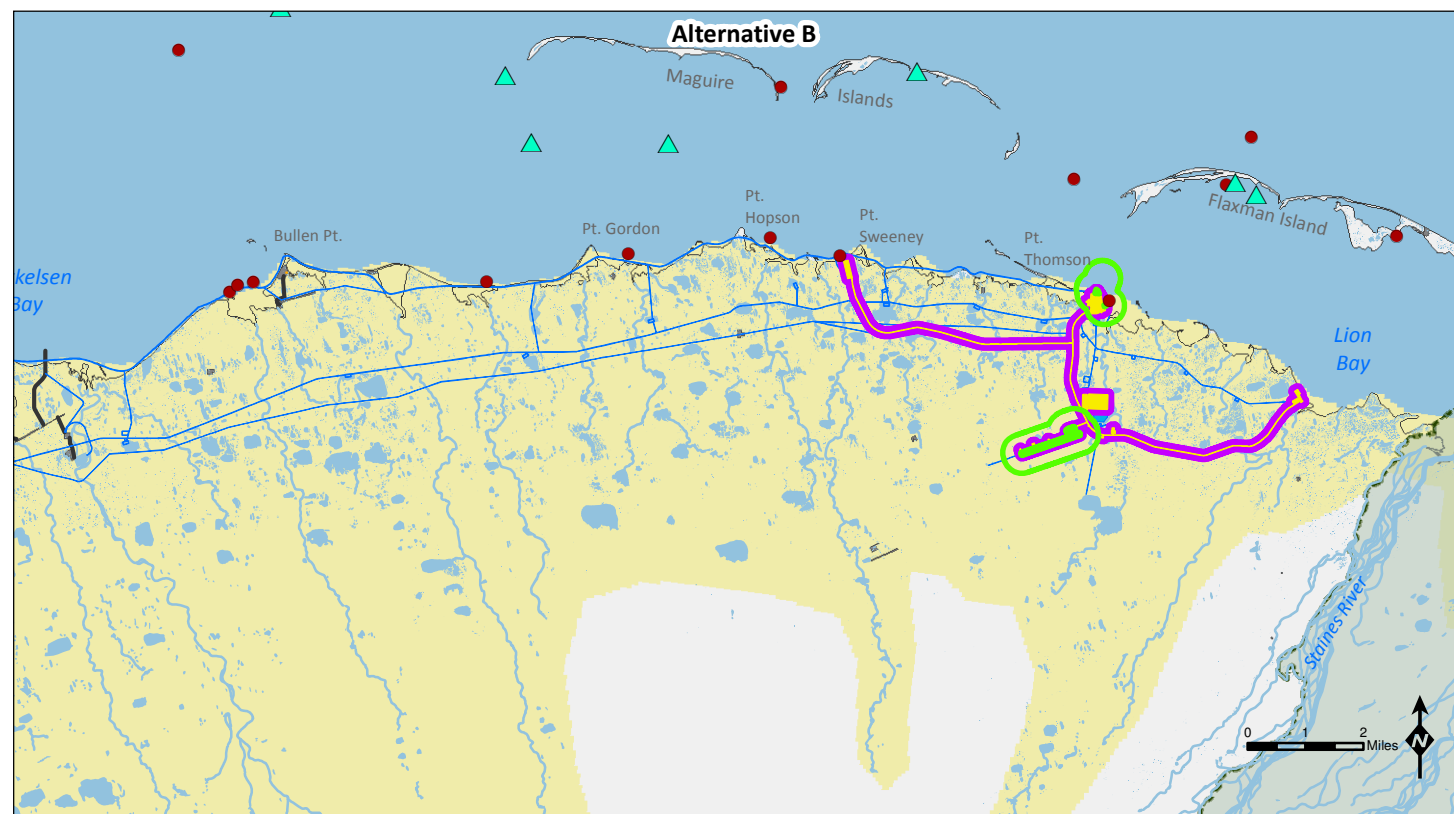 Alternative B
Maguire
Islands
Flaxman Island
Pt.
Hopson
Pt.
Sweeney
Pt. Gordon
Bullen Pt.
Pt.
Thomson
kelsen
Bay
Lion
Bay
Staines River
0 1 2
Miles
N